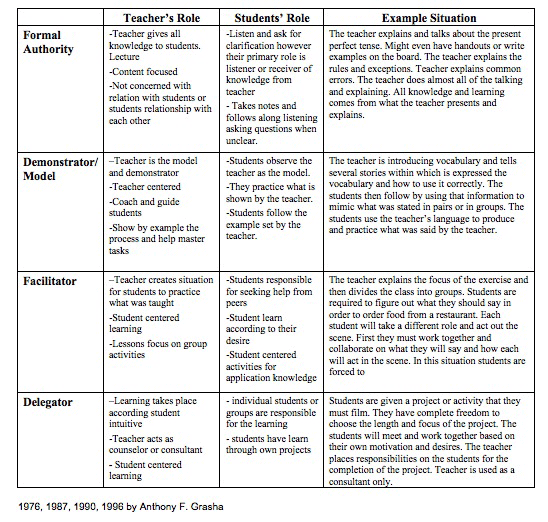 Teacher's Role
Students' Role
Example Situation
Formal
Authority
-Teacher gives all
knowledge to students.
Lecture
-Content focused
-Not concerned with
relation with students or
students relationship with
each other
-Listen and ask for
clarification however
their primary role is
listener or receiver of
knowledge from
teacher
- Takes notes and
follows along listening
asking questions when
unclear.
The teacher explains and talks about the present
perfect tense. Might even have handouts or write
examples on the board. The teacher explains the
rules and exceptions. Teacher explains common
errors. The teacher does almost all of the talking
and explaining. All knowledge and learning
comes from what the teacher presents and
explains.
Demonstrator/
Model
–Teacher is the model
and demonstrator
-Teacher centered
-Coach and guide
students
-Show by example the
process and help master
tasks
-Students observe the
teacher as the model.
-They practice what is
shown by the teacher.
-Students follow the
example set by the
teacher.
The teacher is introducing vocabulary and tells
several stories within which is expressed the
vocabulary and how to use it correctly. The
students then follow by using that information to
mimic what was stated in pairs or in groups. The
students use the teacher's language to produce
and practice what was said by the teacher.
Facilitator
–Teacher creates situation
for students to practice
what was taught
-Student centered
learning
-Lessons focus on group
activities
-Students responsible
for seeking help from
peers
-Student learn
according to their
desire
-Student centered
activities for
application knowledge
The teacher explains the focus of the exercise and
then divides the class into groups. Students are
required to figure out what they should say in
order to order food from a restaurant. Each
student will take a different role and act out the
scene. First they must work together and
collaborate on what they will say and how each
will act in the scene. In this situation students are
forced to
Delegator
–Learning takes place
according student
intuitive
-Teacher acts as
counselor or consultant
- Student centered
learning
- individual students or
groups are responsible
for the learning
- students have learn
through own projects
Students are given a project or activity that they
must film. They have complete freedom to
choose the length and focus of the project. The
students will meet and work together based on
their own motivation and desires. The teacher
places responsibilities on the students for the
completion of the project. Teacher is used as a
consultant only.
1976, 1987, 1990, 1996 by Anthony F. Grasha